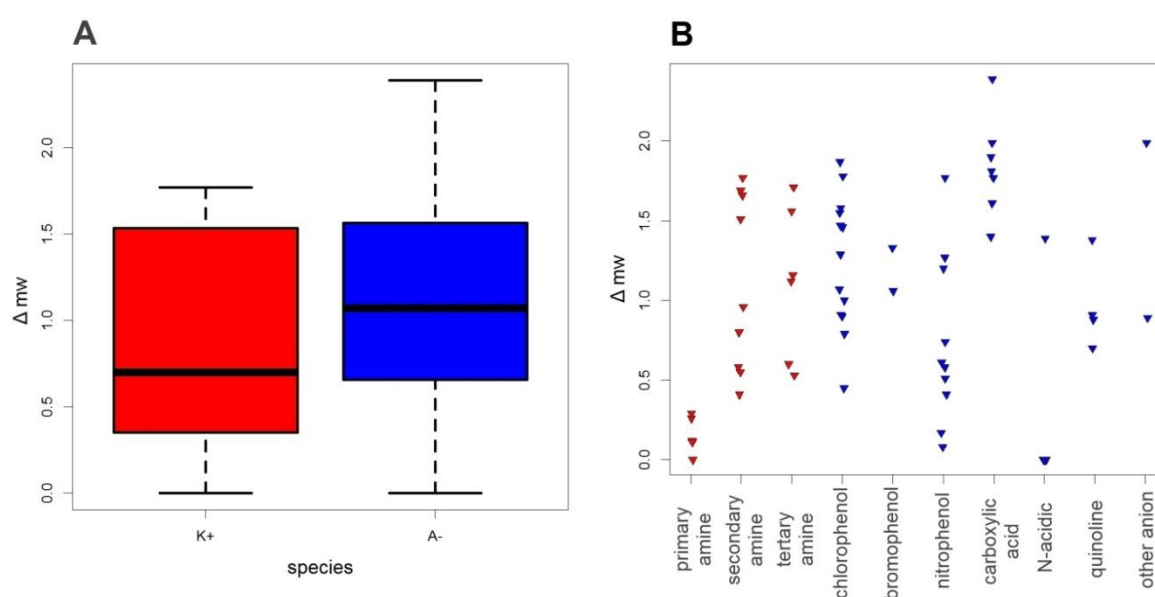 A
Δ mw
2.0
1.5
1.0
0.5
0.0
K+
A-
species
B
Δ mw
2.0
1.5
1.0
0.5
0.0
primary
amine
secondary
amine
tertary
amine
chlorophenol
bromophenol
nitrophenol
carboxylic
acid
N-acidic
quinoline
other anion